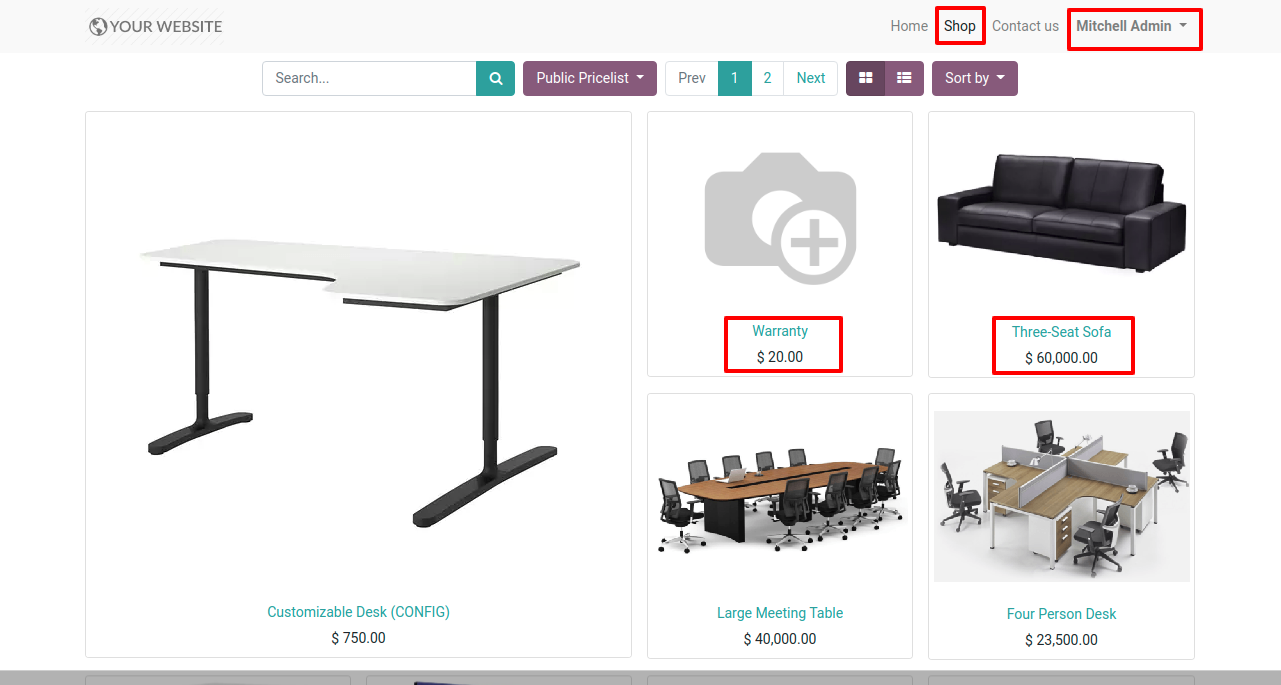 YOUR WEBSITE
Home Shop Contact us Mitchell Admin
Search... Public Pricelist Prev 1 2 Next Sort by
Warranty
$ 20.00
Three-Seat Sofa
$ 60,000.00
Customizable Desk (CONFIG)
$ 750.00
Large Meeting Table
$ 40,000.00
Four Person Desk
$ 23,500.00